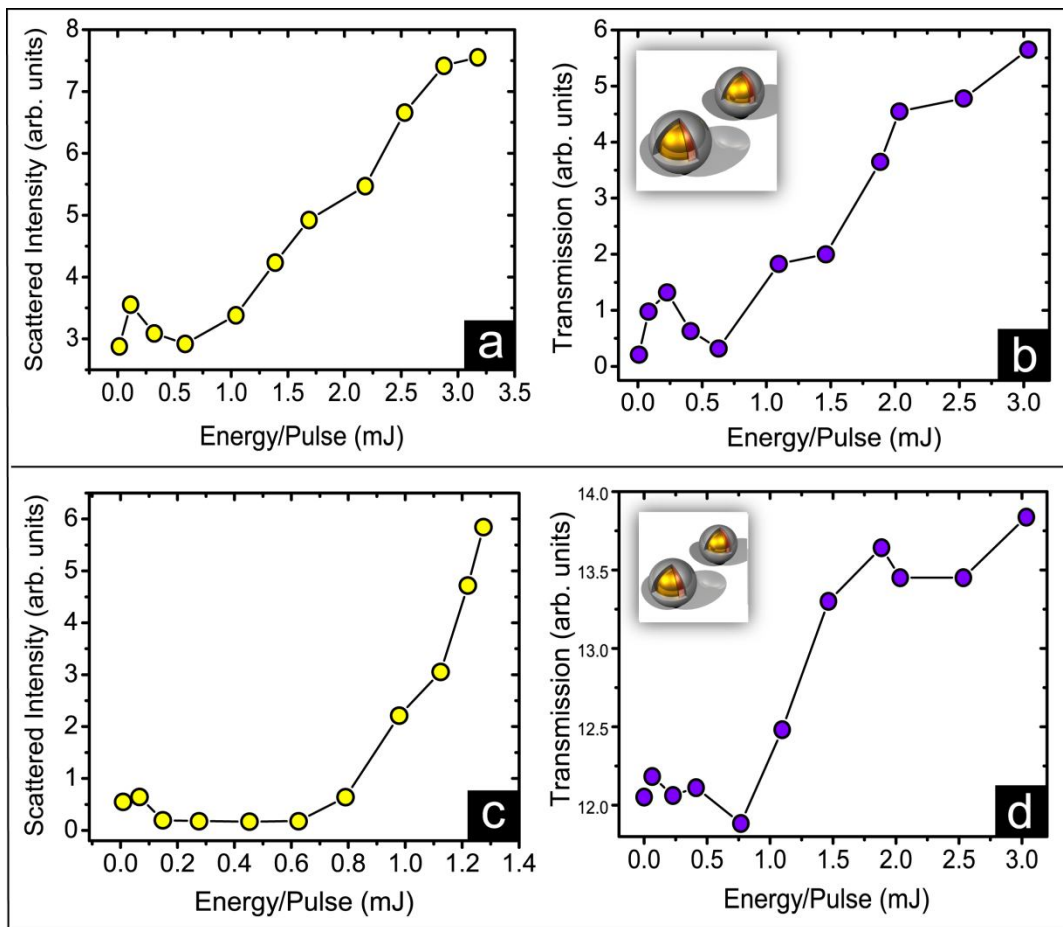 Scattered Intensity (arb. units)
8
7
6
5
4
3
0.0 0.5 1.0 1.5 2.0 2.5 3.0 3.5
Energy/Pulse (mJ)
a
Transmission (arb. units)
6
5
4
3
2
1
0
0.0 0.5 1.0 1.5 2.0 2.5 3.0
Energy/Pulse (mJ)
b
Scattered Intensity (arb. units)
6
5
4
3
2
1
0
0.0 0.2 0.4 0.6 0.8 1.0 1.2 1.4
Energy/Pulse (mJ)
c
Transmission (arb. units)
14.0
13.5
12.5
12.0
0.0 0.5 1.0 1.5 2.0 2.5 3.0
Energy/Pulse (mJ)
d